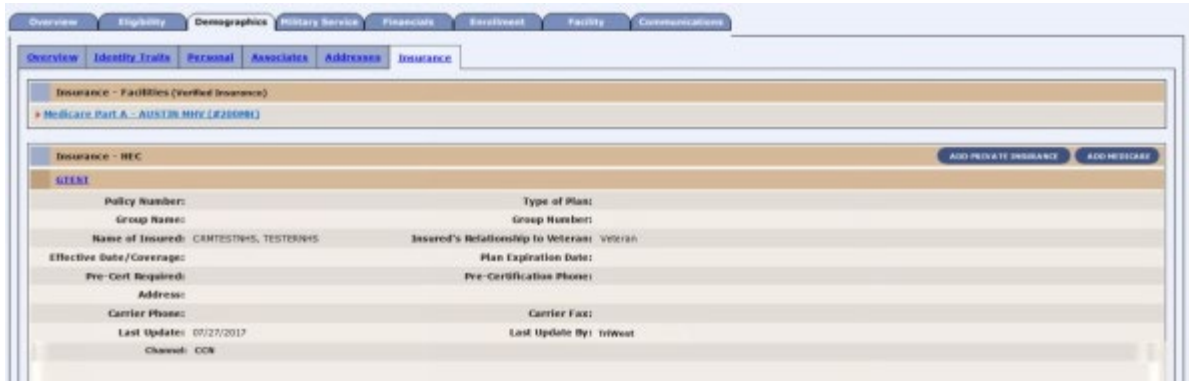 Overview Eligibility Demographics Military Service Financials Enrollment Facility Communications
Overview Identity Traits Personal Associates Addresses Insurance
Insurance - Facilities (Verified Insurance)
Medicare Part A - AUSTIN MHV (#200MH)
Insurance - HEC ADD PRIVATE INSURANCE ADD MEDICARE
GTEST
Policy Number: Type of Plan:
Group Name: Group Number:
Name of Insured: CRMTESTNHS, TESTERNHS Insured's Relationship to Veteran: Veteran
Effective Date/Coverage: Plan Expiration Date:
Pre-Cert Required: Pre-Certification Phone:
Address:
Carrier Phone: Carrier Fax:
Last Update: 07/27/2017 Last Update By: TriWest
Channel: CCN